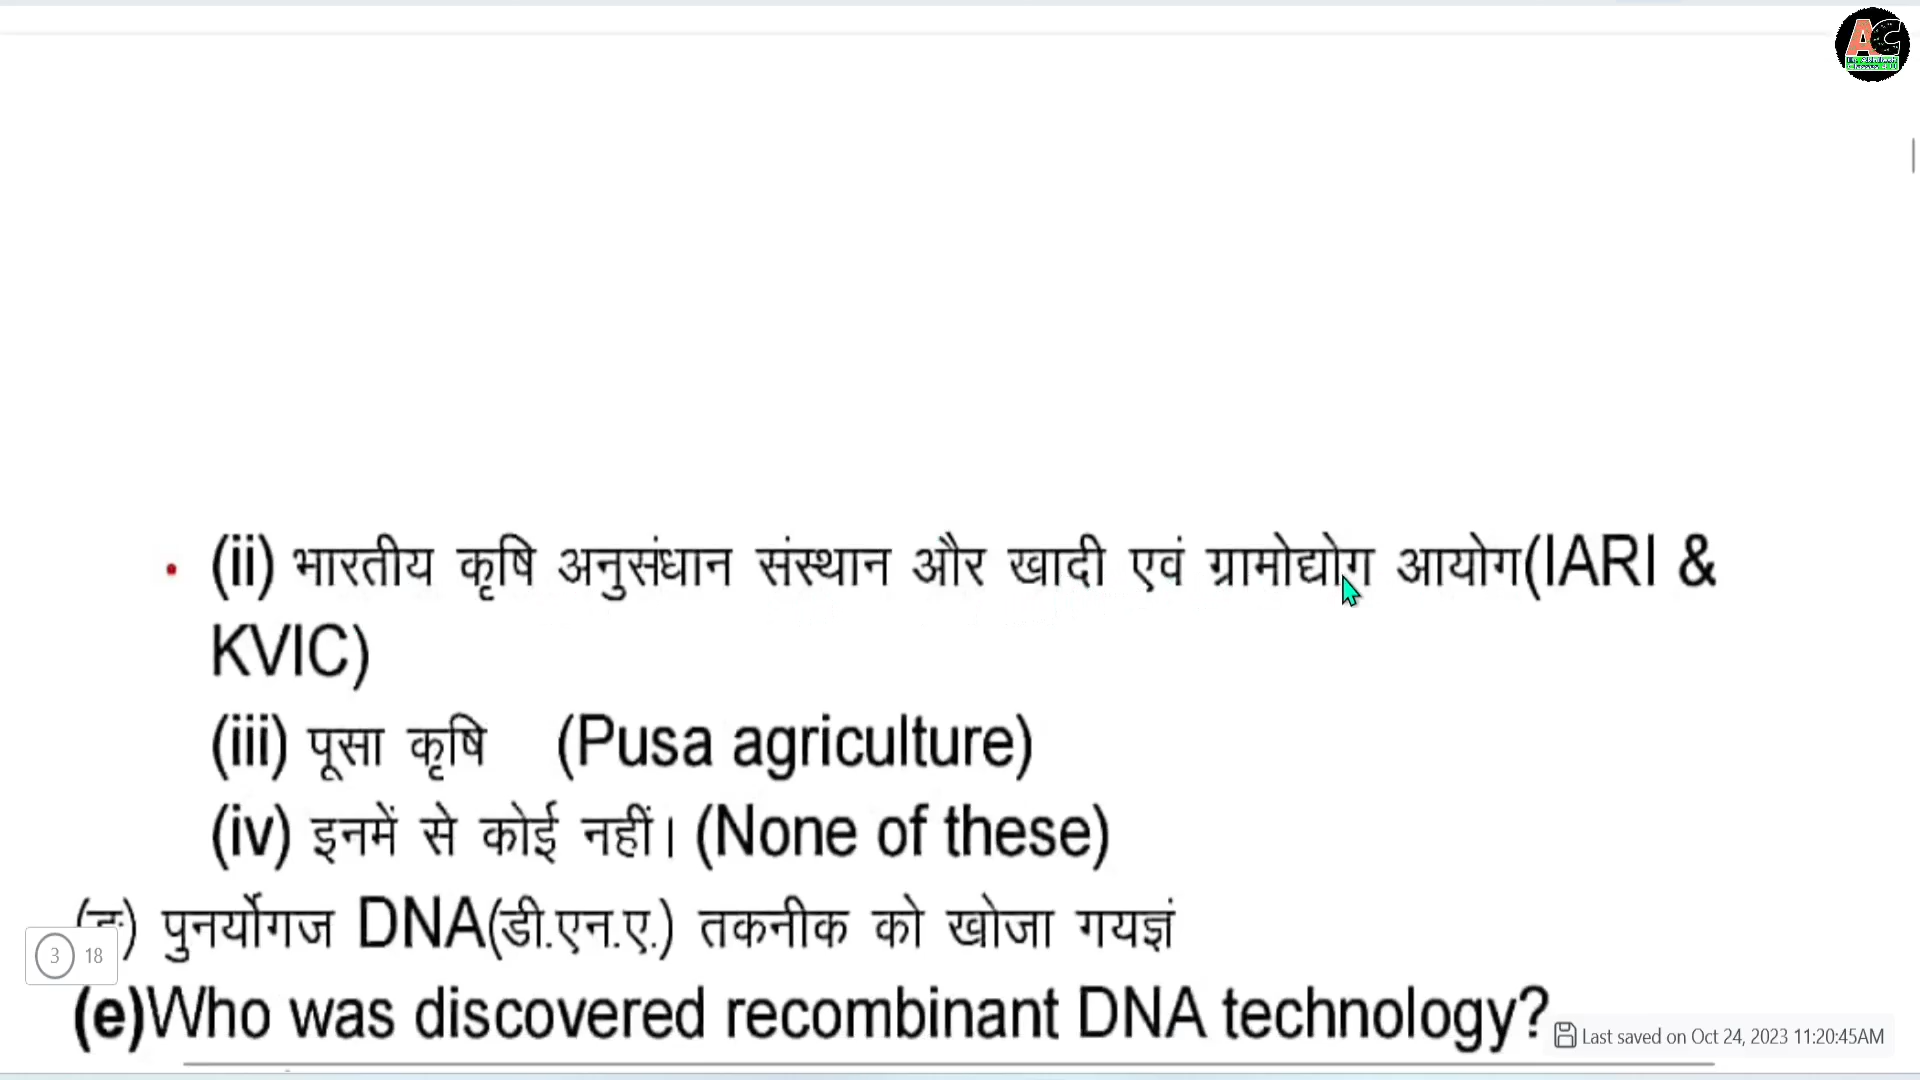 AC
(ii) भारतीय कृषि अनुसंधान संस्थान और खादी एवं ग्रामोद्योग आयोग(IARI &
KVIC)
(iii) पूसा कृषि (Pusa agriculture)
(iv) इनमें से कोई नहीं। (None of these)
पुनर्योगज DNA(डी.एन.ए.) तकनीक को खोजा गयज्ञं
3 18
(e)Who was discovered recombinant DNA technology?
Last saved on Oct 24, 2023 11:20:45AM